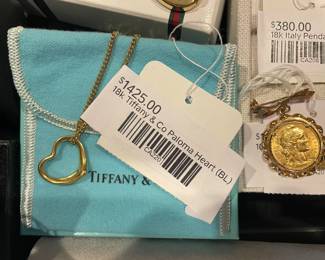 $380.00
18k Italy Penda
$1425.00
18k Tiffany & Co Paloma Heart (BL)
TIFFANY &